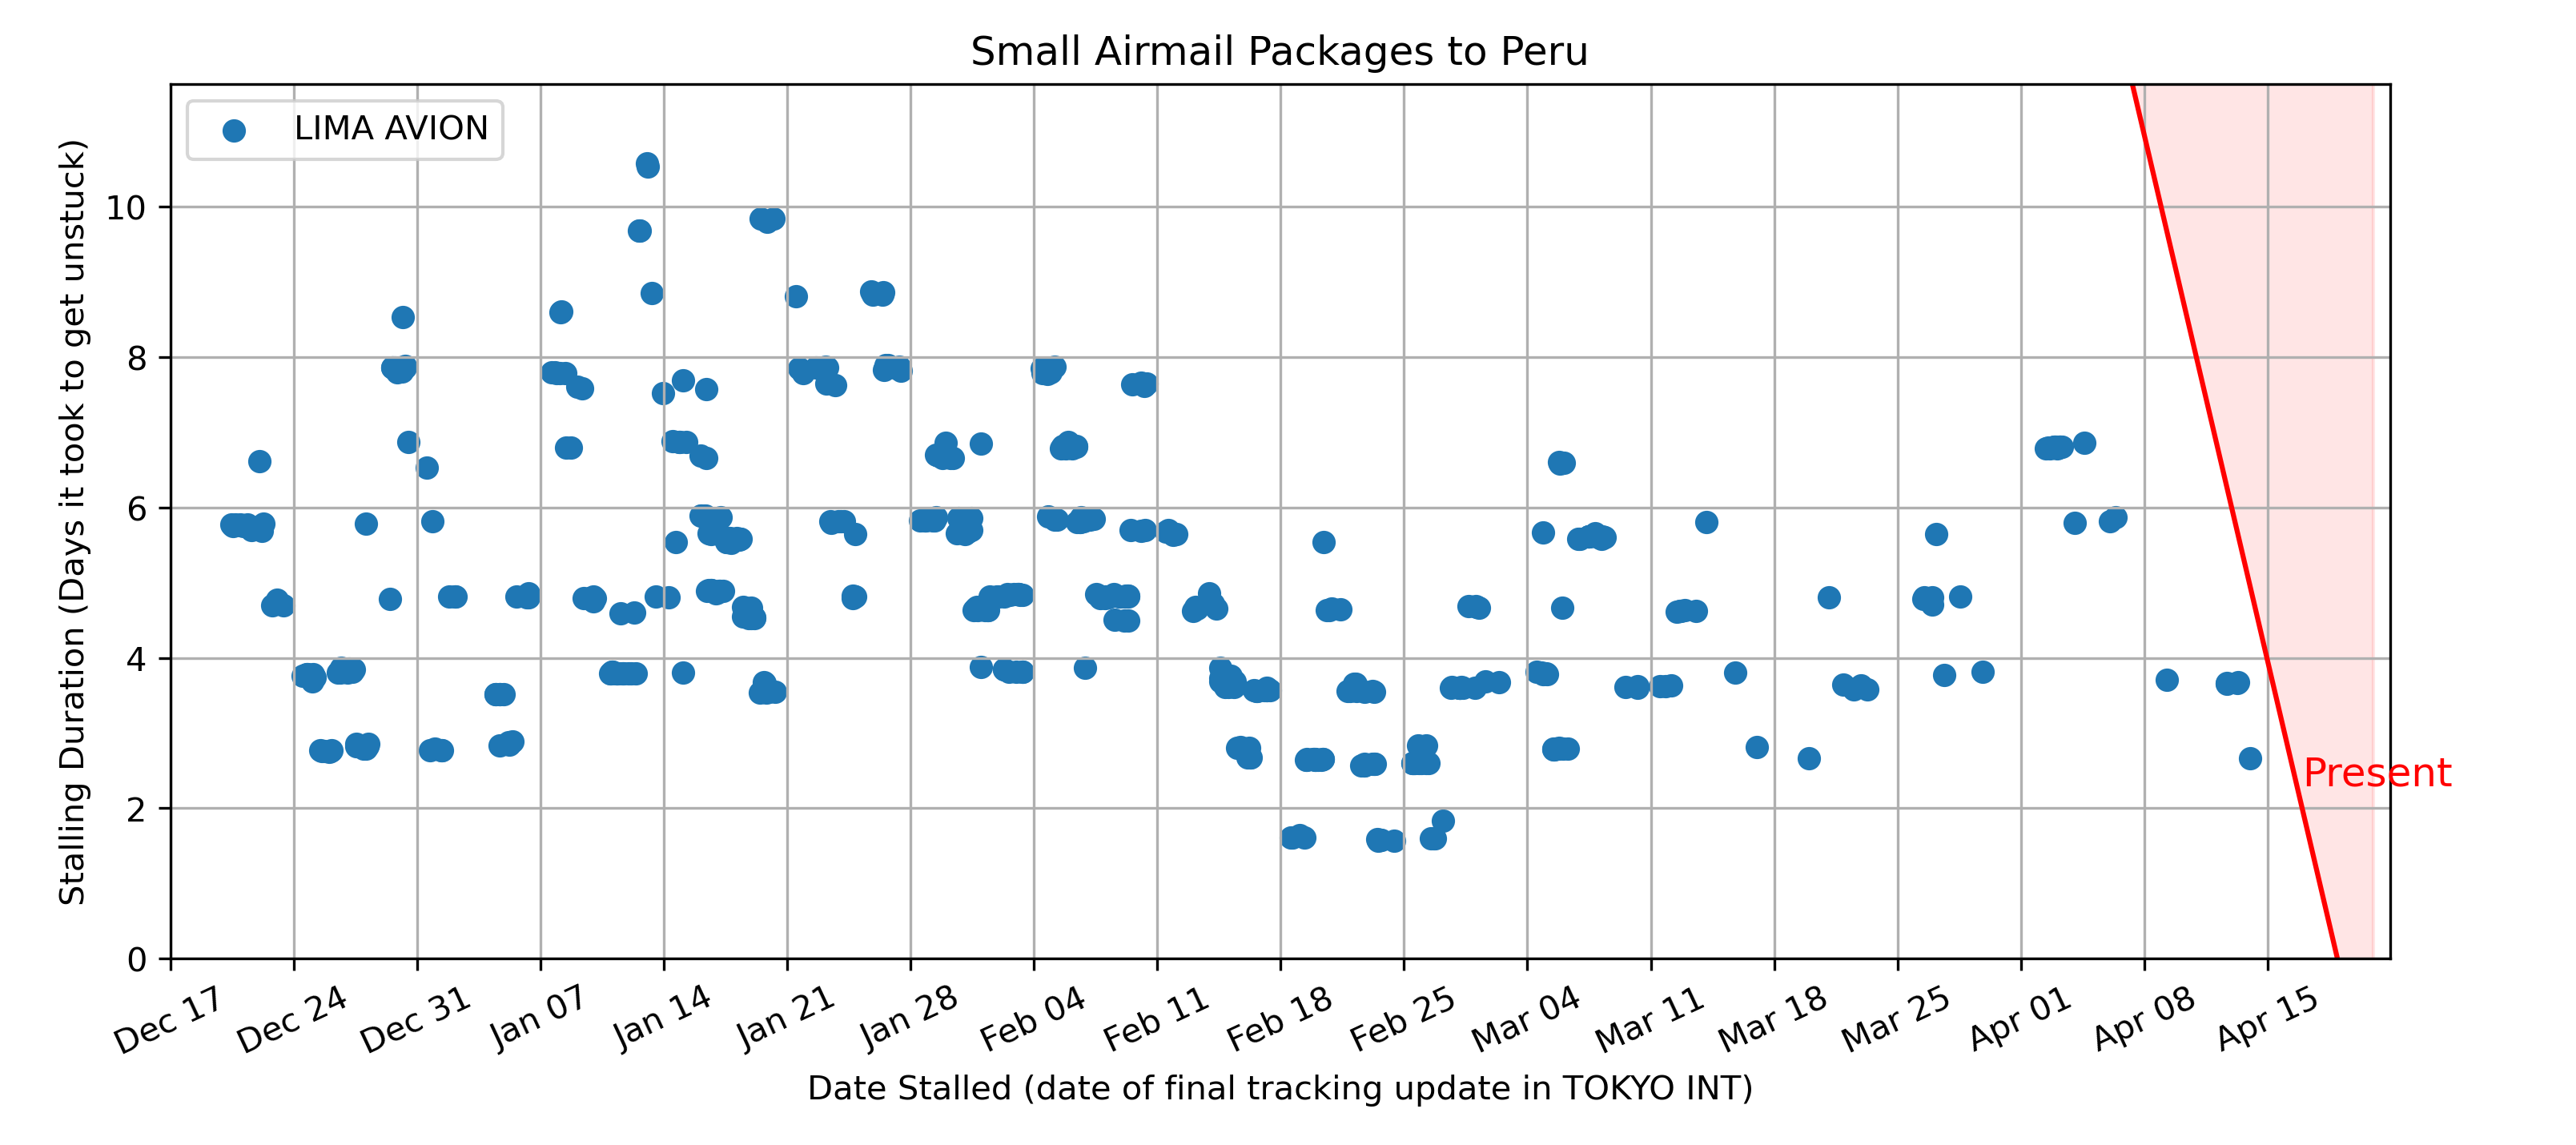 Small Airmail Packages to Peru
LIMA AVION
Stalling Duration (Days it took to get unstuck)
10
8
6
4
2
0
Present
Dec 17
Dec 24
Dec 31
Jan 07
Jan 14
Jan 21
Jan 28
Feb 04
Feb 11
Feb 18
Feb 25
Mar 04
Mar 11
Mar 18
Mar 25
Apr 01
Apr 08
Apr 15
Date Stalled (date of final tracking update in TOKYO INT)